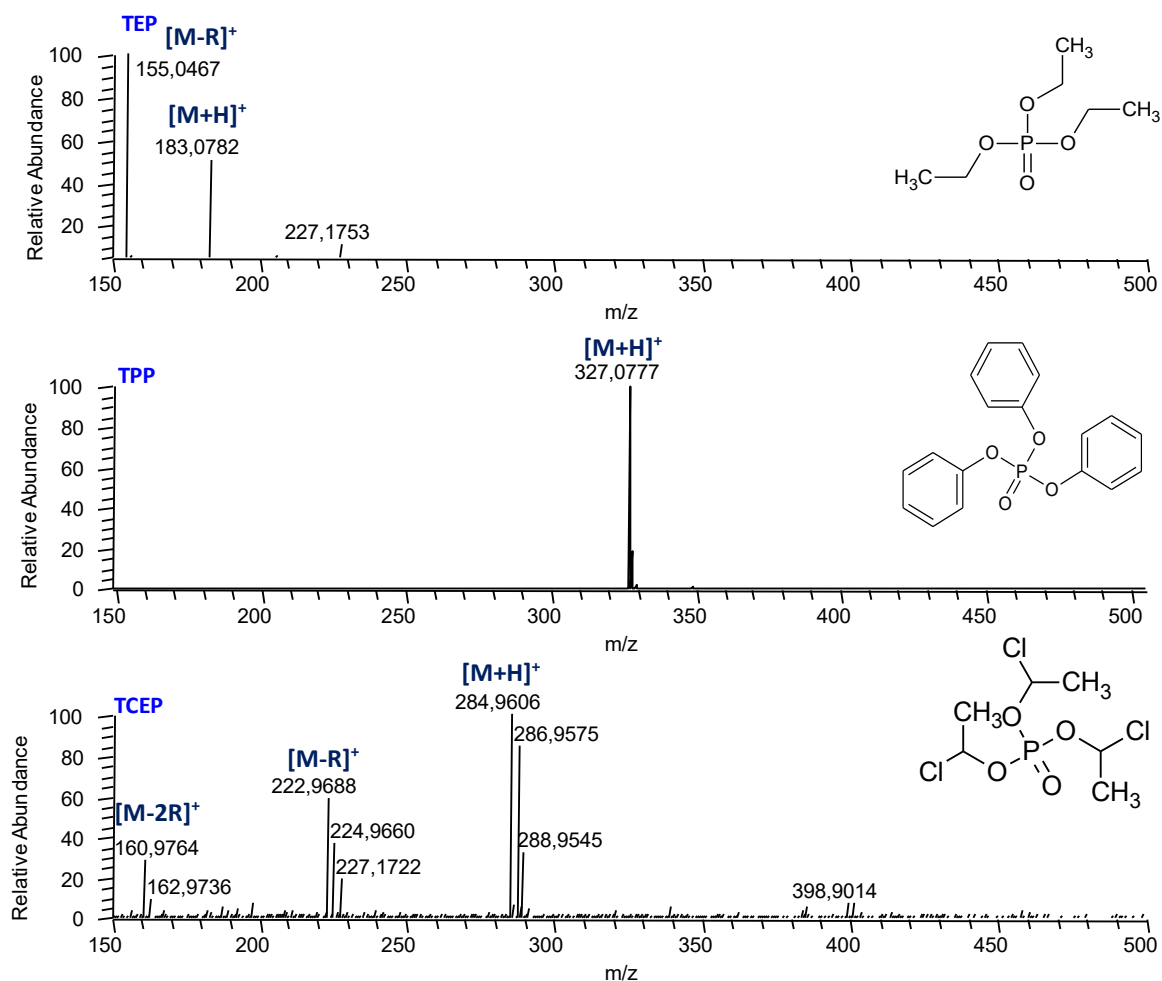 TEP
[M-R]+
155,0467
[M+H]+
183,0782
227,1753
Relative Abundance
100
80
60
40
20
150
200
250
300
350
400
450
500
m/z
CH3
O
CH3
O
P
O
H3C
O
TPP
[M+H]+
327,0777
Relative Abundance
100
80
60
40
20
0
150
200
250
300
350
400
450
500
m/z
O
O
P
O
O
TCEP
[M+H]+
284,9606
286,9575
[M-R]+
222,9688
[M-2R]+
224,9660
288,9545
160,9764
227,1722
162,9736
398,9014
Relative Abundance
100
80
60
40
20
0
150
200
250
300
350
400
450
500
m/z
Cl
CH3
CH3
O
O
Cl
P
Cl
O
O
CH3